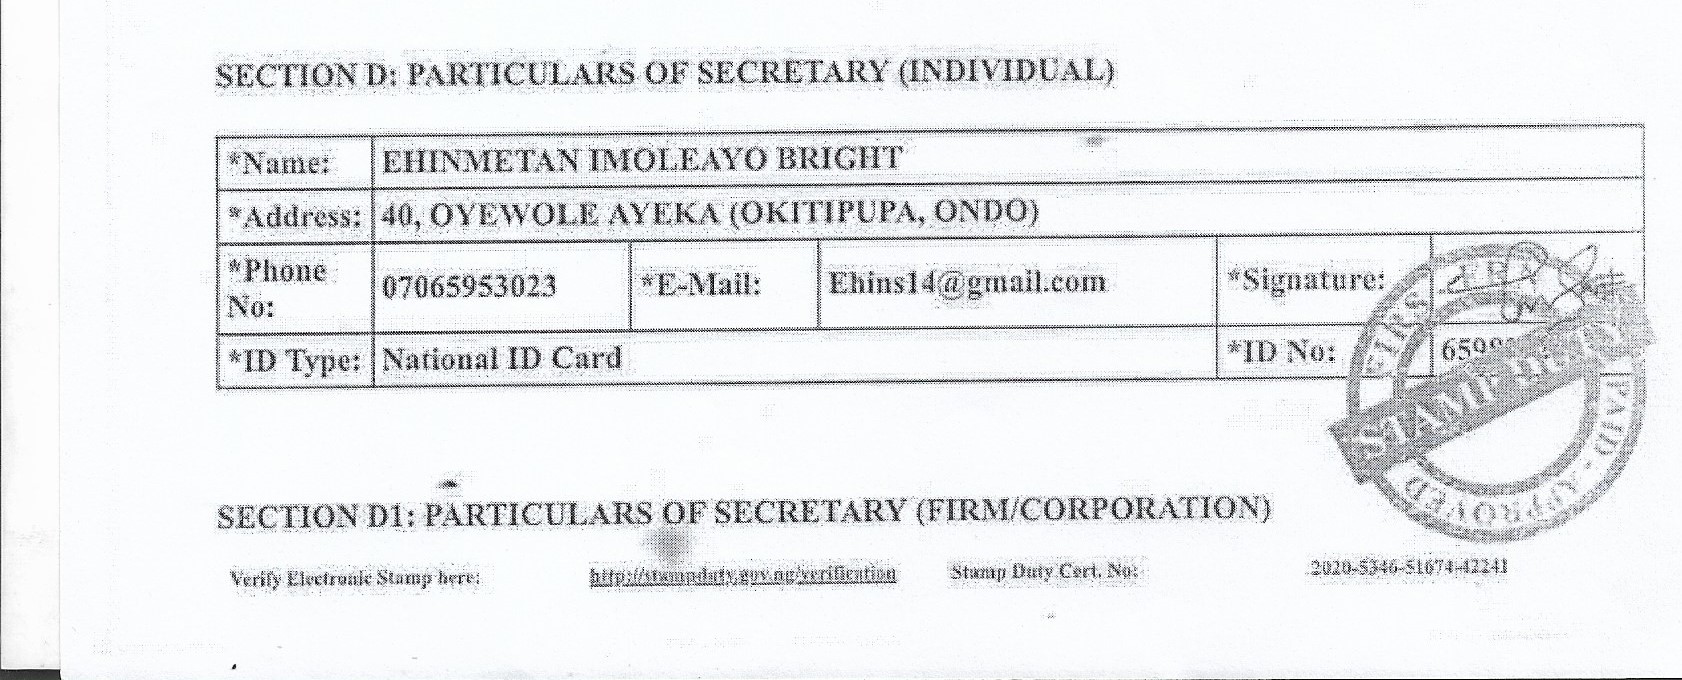 SECTION D: PARTICULARS OF SECRETARY (INDIVIDUAL)
*Name: EHINMETAN IMOLEAYO BRIGHT
*Address: 40, OYEWOLE AYEKA (OKITIPUPA, ONDO)
*Phone No: 07065953023 *E-Mail: Ehins14@gmail.com *Signature:
*ID Type: National ID Card *ID No:
FIRS
STAMP DUTY
PAID · APPROVED
SECTION D1: PARTICULARS OF SECRETARY (FIRM/CORPORATION)
Verify Electronic Stamp here: http://stampduty.gov.ng/verification Stamp Duty Cert. No: 2020-5346-51674-42241